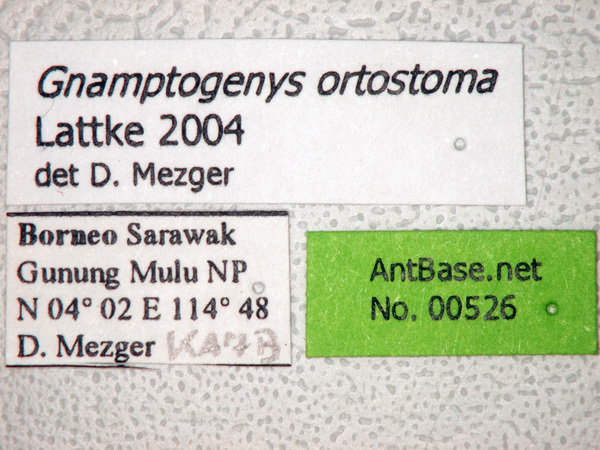 Gnamptogenys ortostoma
Lattke 2004
det D. Mezger
Borneo Sarawak
Gunung Mulu NP
N 04° 02 E 114° 48
D. Mezger K47B
AntBase.net
No. 00526